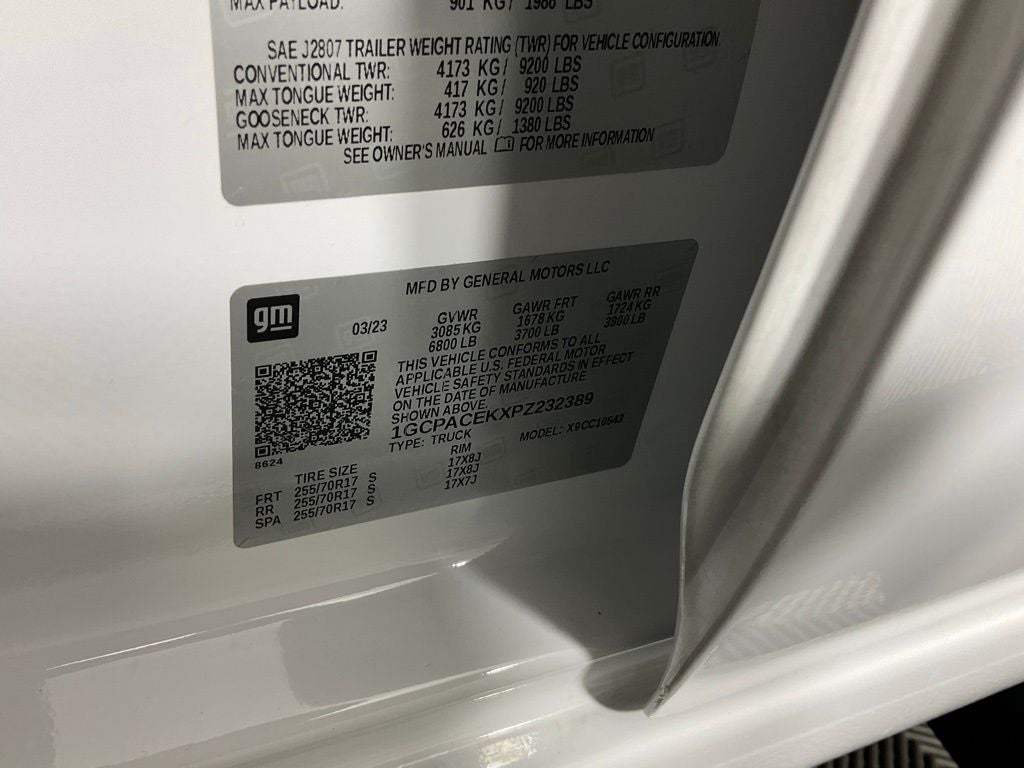 MAX PAYLOAD: 901 KG/ 1986 LBS
SAE J2807 TRAILER WEIGHT RATING (TWR) FOR VEHICLE CONFIGURATION
CONVENTIONAL TWR: 4173 KG/ 9200 LBS
MAX TONGUE WEIGHT: 417 KG/ 920 LBS
GOOSENECK TWR: 4173 KG/ 9200 LBS
MAX TONGUE WEIGHT: 626 KG/ 1380 LBS
SEE OWNER'S MANUAL FOR MORE INFORMATION
gm
MFD BY GENERAL MOTORS LLC
gm
03/23 GVWR GAWR FRT GAWR RR
3085 KG 1678 KG 1724 KG
6800 LB 3700 LB 3800 LB
THIS VEHICLE CONFORMS TO ALL
APPLICABLE U.S. FEDERAL MOTOR
VEHICLE SAFETY STANDARDS IN EFFECT
ON THE DATE OF MANUFACTURE
SHOWN ABOVE.
1GCPACEKXPZ232389
TYPE: TRUCK MODEL: X9CC10543
8624
TIRE SIZE RIM
FRT 255/70R17 S 17X8J
RR 255/70R17 S 17X8J
SPA 255/70R17 S 17X7J